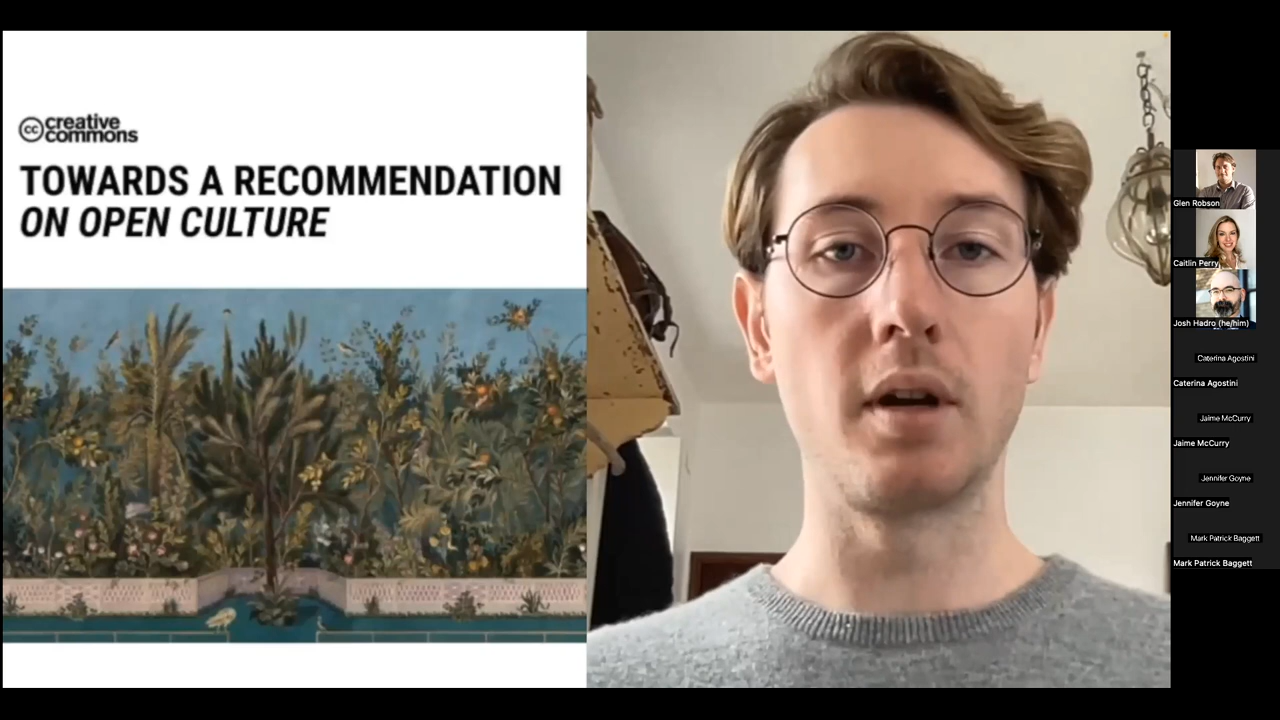 cc creative
commons
TOWARDS A RECOMMENDATION
ON OPEN CULTURE
Glen Robson
Caitlin Perry
Josh Hadro (he/him)
Caterina Agostini
Caterina Agostini
Jaime McCurry
Jaime McCurry
Jennifer Goyne
Jennifer Goyne
Mark Patrick Baggett
Mark Patrick Baggett